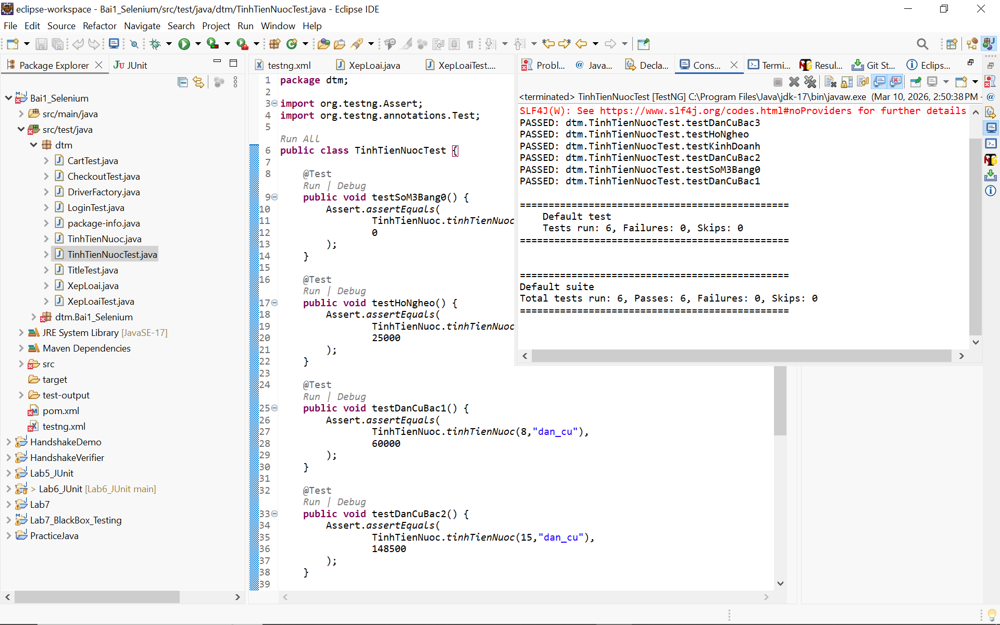 eclipse-workspace - Bai1_Selenium/src/test/java/dtm/TinhTienNuocTest.java - Eclipse IDE
File Edit Source Refactor Navigate Search Project Run Window Help
Package Explorer
JUnit
Bai1_Selenium
src/main/java
src/test/java
dtm
CartTest.java
CheckoutTest.java
DriverFactory.java
LoginTest.java
package-info.java
TinhTienNuoc.java
TinhTienNuocTest.java
TitleTest.java
XepLoai.java
XepLoaiTest.java
dtm.Bai1_Selenium
JRE System Library [JavaSE-17]
Maven Dependencies
src
target
test-output
pom.xml
testng.xml
HandshakeDemo
HandshakeVerifier
Lab5_JUnit
> Lab6_JUnit [Lab6_JUnit main]
Lab7
Lab7_BlackBox_Testing
PracticeJava
testng.xml
XepLoai.java
XepLoaiTest....
1 package dtm;
2
3 import org.testng.Assert;
4 import org.testng.annotations.Test;
5
Run All
6 public class TinhTienNuocTest {
7
8 @Test
Run | Debug
9 public void testSoM3Bang0() {
10 Assert.assertEquals(
11 TinhTienNuoc.tinhTienNuoc
12 0
13 );
14 }
15
16 @Test
Run | Debug
17 public void testHoNgheo() {
18 Assert.assertEquals(
19 TinhTienNuoc.tinhTienNuoc
20 25000
21 );
22 }
23
24 @Test
Run | Debug
25 public void testDanCuBac1() {
26 Assert.assertEquals(
27 TinhTienNuoc.tinhTienNuoc(8,"dan_cu"),
28 60000
29 );
30 }
31
32 @Test
Run | Debug
33 public void testDanCuBac2() {
34 Assert.assertEquals(
35 TinhTienNuoc.tinhTienNuoc(15,"dan_cu"),
36 148500
37 );
38 }
39
Probl...
@ Java...
Decla...
Cons...
Termi...
Resul...
Git St...
Eclips...
<terminated> TinhTienNuocTest [TestNG] C:\Program Files\Java\jdk-17\bin\javaw.exe (Mar 10, 2026, 2:50:38 PM -
SLF4J(W): See https://www.slf4j.org/codes.html#noProviders for further details
PASSED: dtm.TinhTienNuocTest.testDanCuBac3
PASSED: dtm.TinhTienNuocTest.testHoNgheo
PASSED: dtm.TinhTienNuocTest.testKinhDoanh
PASSED: dtm.TinhTienNuocTest.testDanCuBac2
PASSED: dtm.TinhTienNuocTest.testSoM3Bang0
PASSED: dtm.TinhTienNuocTest.testDanCuBac1
===============================================
Default test
Tests run: 6, Failures: 0, Skips: 0
===============================================
===============================================
Default suite
Total tests run: 6, Passes: 6, Failures: 0, Skips: 0
===============================================